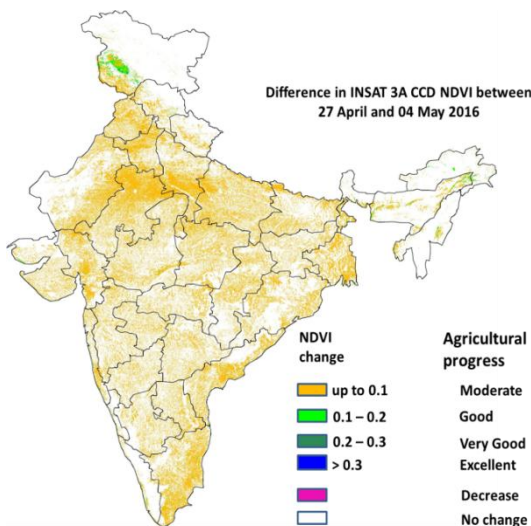 Difference in INSAT 3A CCD NDVI between
27 April and 04 May 2016
NDVI change
Agricultural progress
up to 0.1 Moderate
0.1 – 0.2 Good
0.2 – 0.3 Very Good
> 0.3 Excellent
Decrease
No change